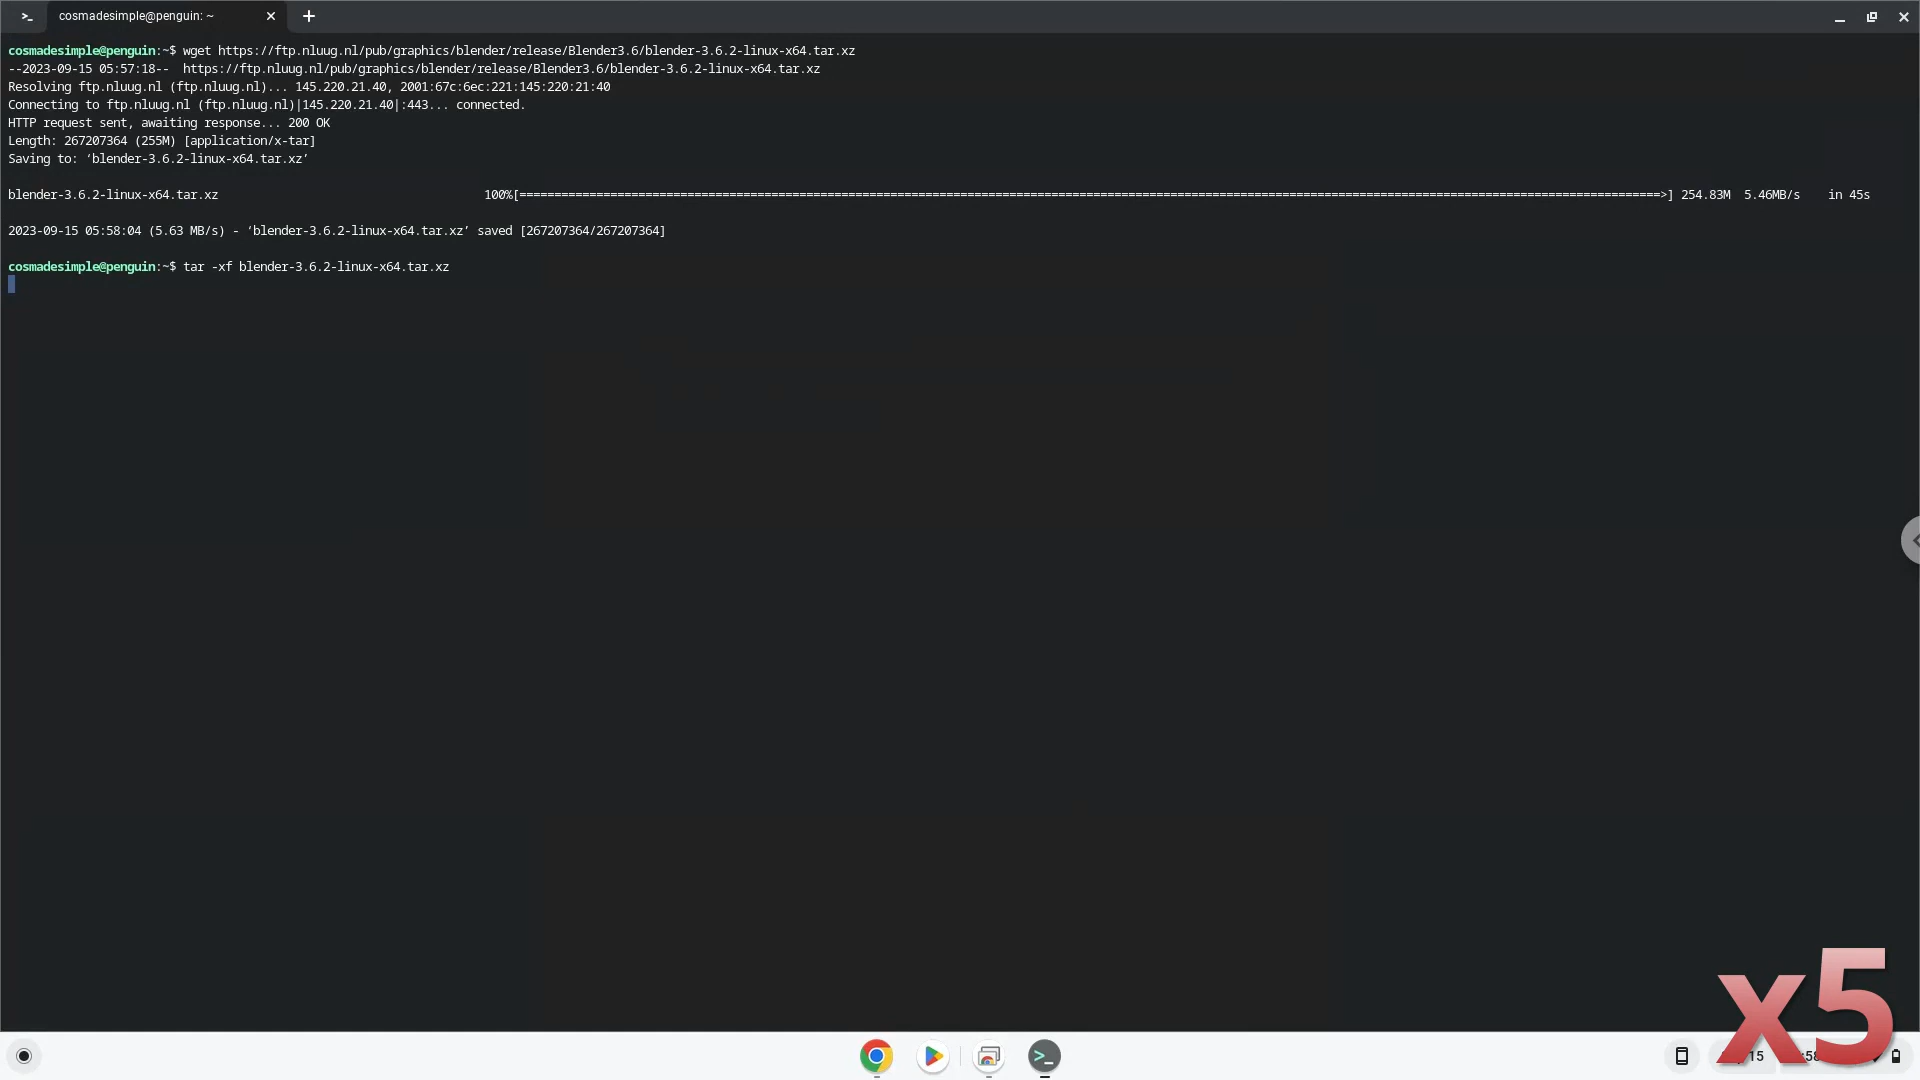 cosmadesimple@penguin: ~
cosmadesimple@penguin:~$ wget https://ftp.nluug.nl/pub/graphics/blender/release/Blender3.6/blender-3.6.2-linux-x64.tar.xz
--2023-09-15 05:57:18--  https://ftp.nluug.nl/pub/graphics/blender/release/Blender3.6/blender-3.6.2-linux-x64.tar.xz
Resolving ftp.nluug.nl (ftp.nluug.nl)... 145.220.21.40, 2001:67c:6ec:221:145:220:21:40
Connecting to ftp.nluug.nl (ftp.nluug.nl)|145.220.21.40|:443... connected.
HTTP request sent, awaiting response... 200 OK
Length: 267207364 (255M) [application/x-tar]
Saving to: ‘blender-3.6.2-linux-x64.tar.xz’
blender-3.6.2-linux-x64.tar.xz 100%[===================>] 254.83M 5.46MB/s in 45s
2023-09-15 05:58:04 (5.63 MB/s) - ‘blender-3.6.2-linux-x64.tar.xz’ saved [267207364/267207364]
cosmadesimple@penguin:~$ tar -xf blender-3.6.2-linux-x64.tar.xz
x5
15